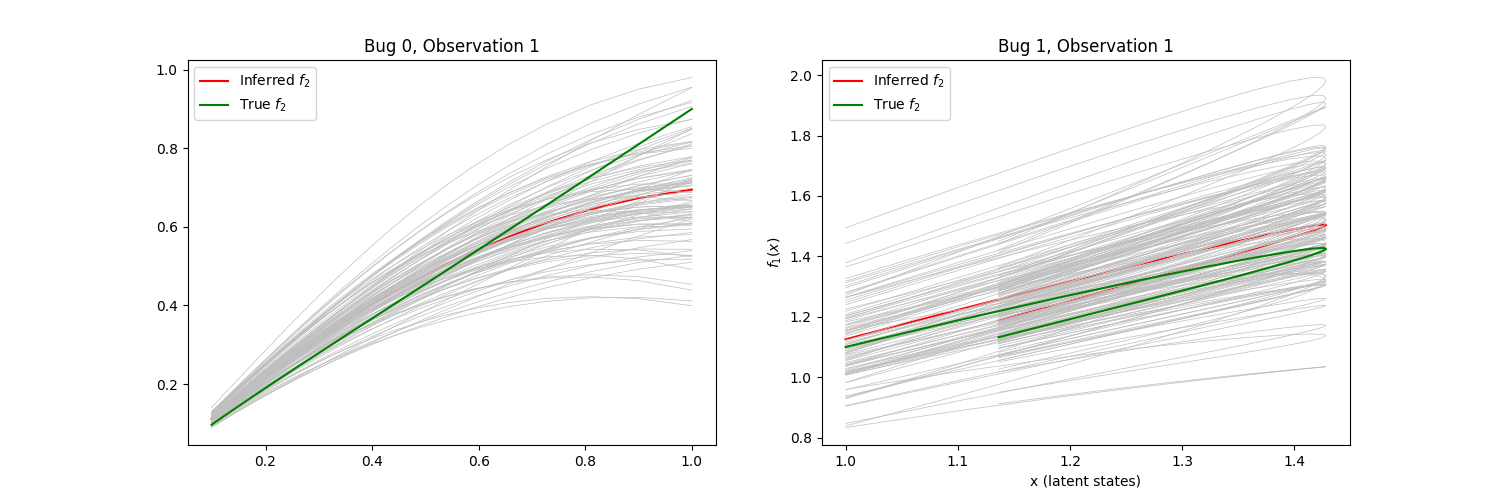 Bug 0, Observation 1
Inferred f₂
True f₂
1.0
0.8
0.6
0.4
0.2
0.2 0.4 0.6 0.8 1.0
Bug 1, Observation 1
Inferred f₂
True f₂
f₁(x)
2.0
1.8
1.6
1.4
1.2
1.0
0.8
1.0 1.1 1.2 1.3 1.4
x (latent states)